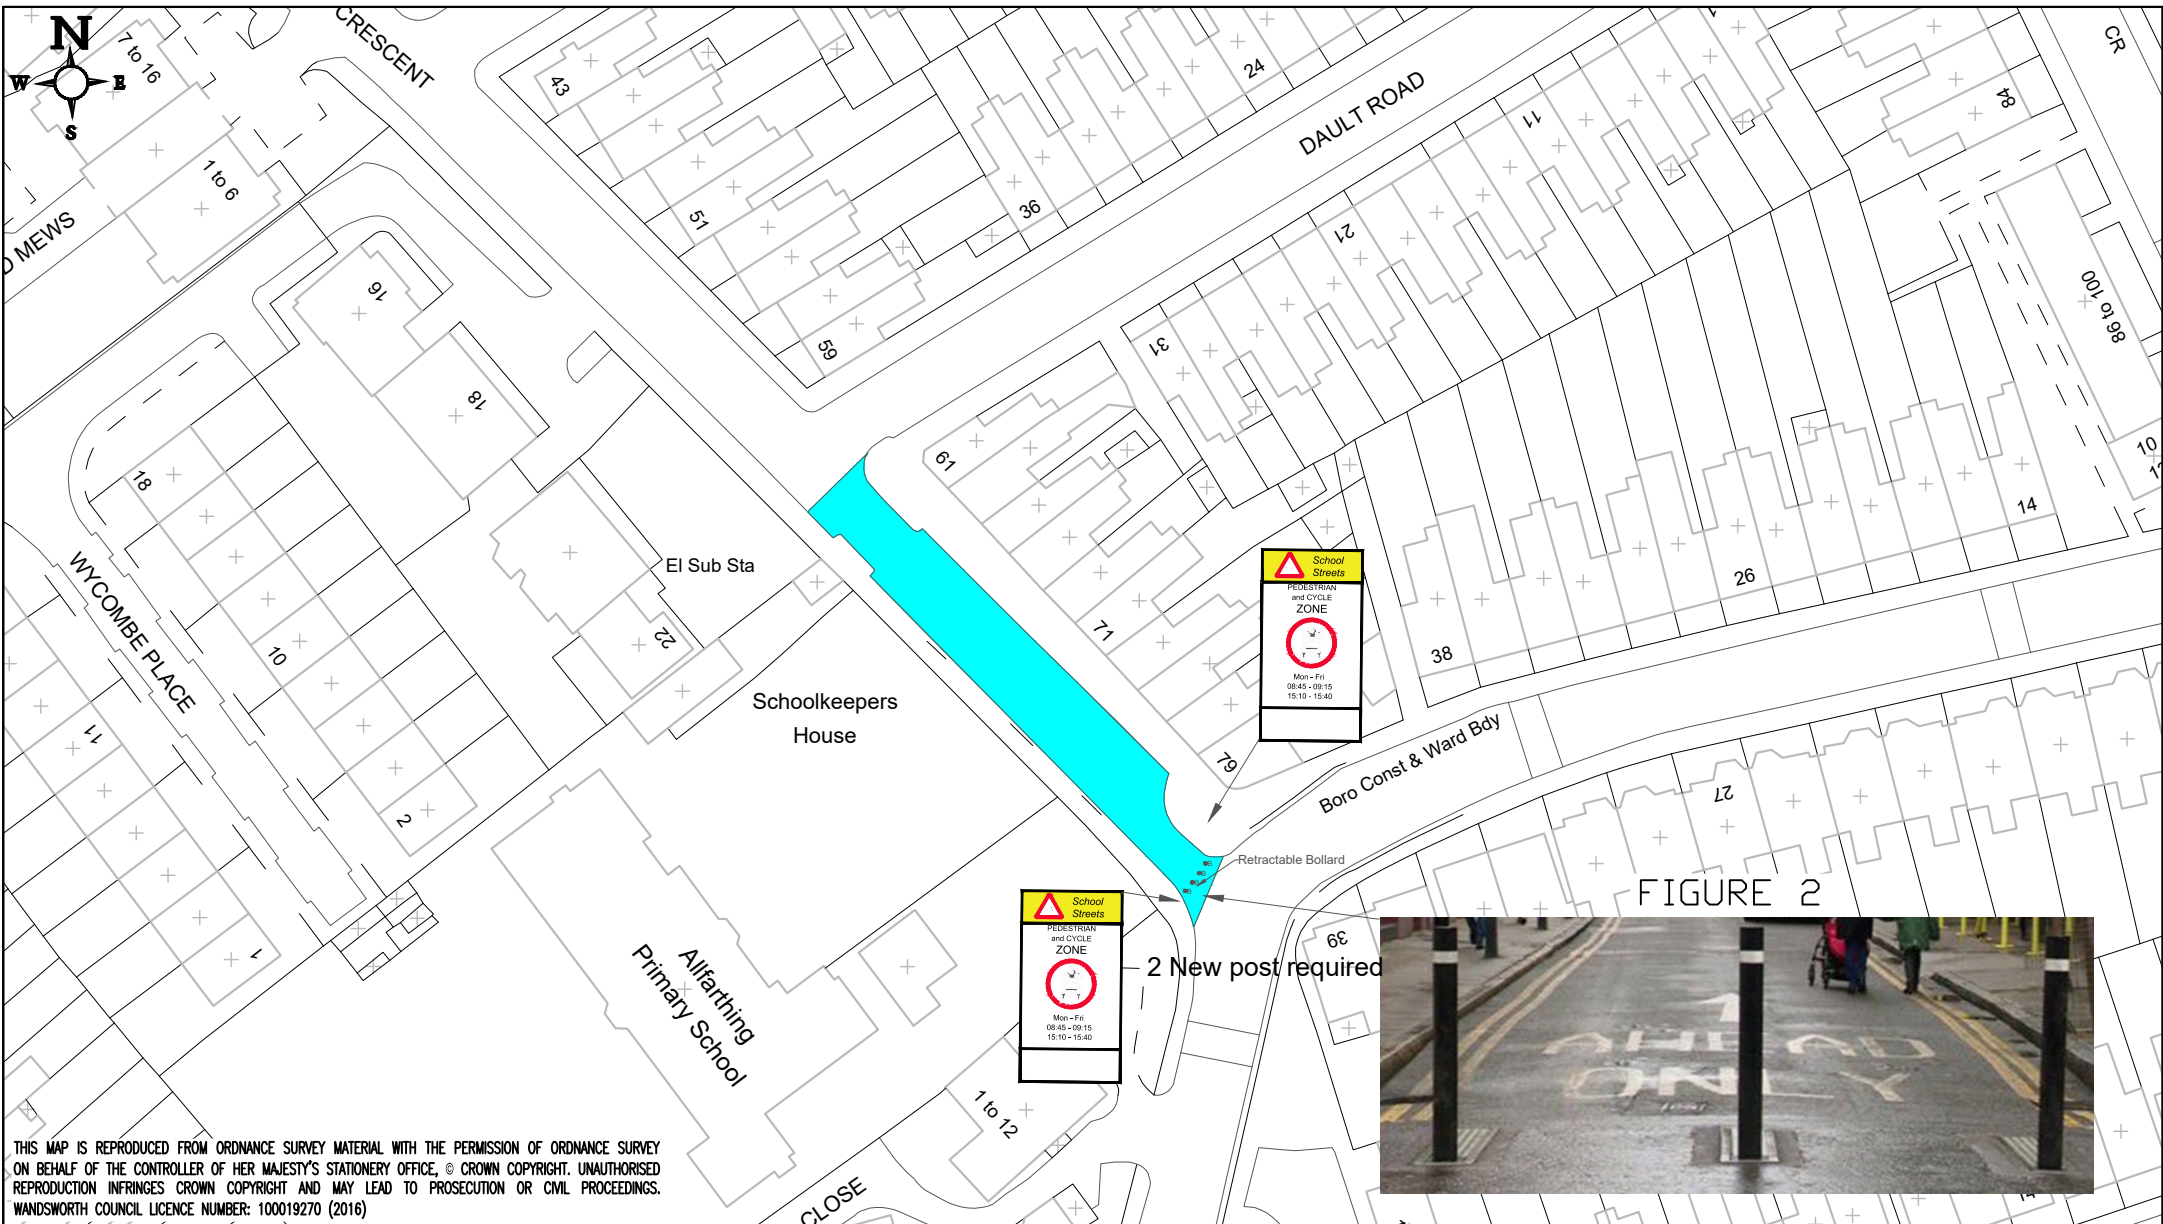 N
W
E
S
7 to 16
1 to 6
D MEWS
CRESCENT
43
51
59
36
24
DAULT ROAD
11
21
31
CR
84
86 to 100
10
14
26
38
16
18
18
WYCOMBE PLACE
10
2
11
1
El Sub Sta
22
Schoolkeepers
House
61
71
79
School
Streets
PEDESTRIAN
and CYCLE
ZONE
Mon - Fri
08:45 - 09:15
15:10 - 15:40
Boro Const & Ward Bdy
27
Retractable Bollard
FIGURE 2
39
School
Streets
PEDESTRIAN
and CYCLE
ZONE
Mon - Fri
08:45 - 09:15
15:10 - 15:40
2 New post required
Allfarthing
Primary School
1 to 12
CLOSE
AHEAD
ONLY
THIS MAP IS REPRODUCED FROM ORDNANCE SURVEY MATERIAL WITH THE PERMISSION OF ORDNANCE SURVEY
ON BEHALF OF THE CONTROLLER OF HER MAJESTY'S STATIONERY OFFICE, © CROWN COPYRIGHT. UNAUTHORISED
REPRODUCTION INFRINGES CROWN COPYRIGHT AND MAY LEAD TO PROSECUTION OR CIVIL PROCEEDINGS.
WANDSWORTH COUNCIL LICENCE NUMBER: 100019270 (2016)